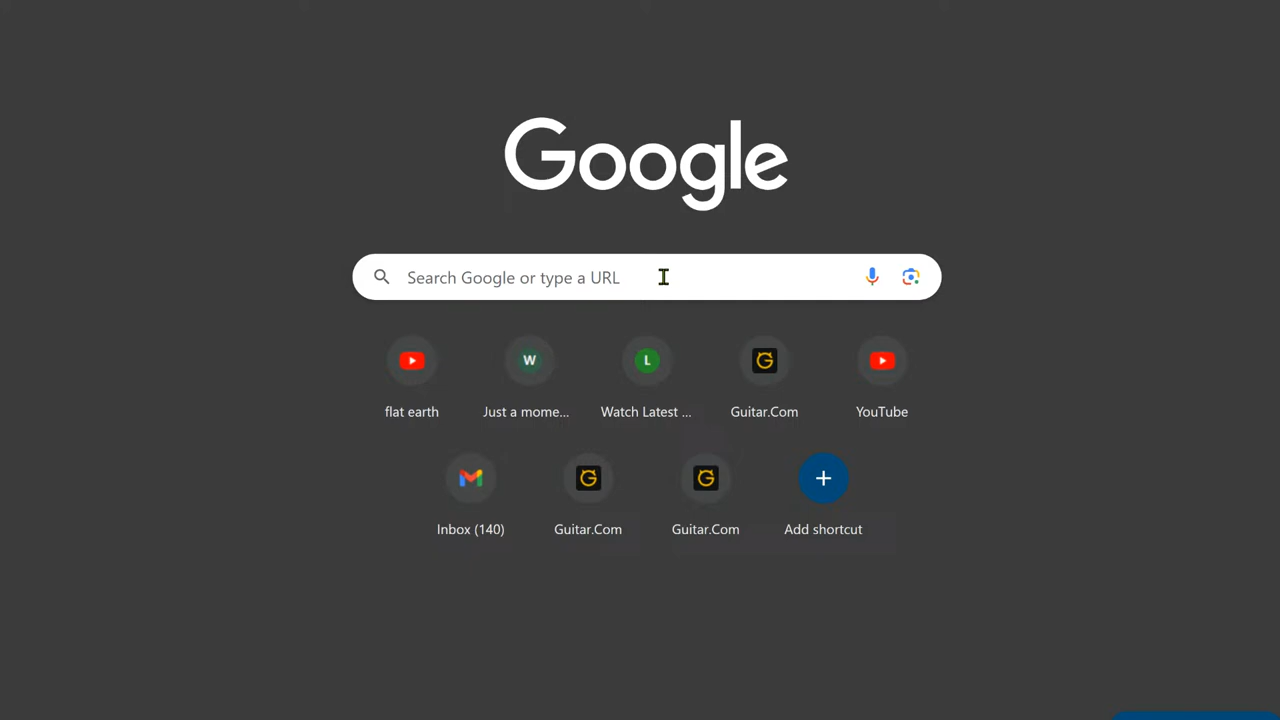 Google
Search Google or type a URL
W
L
flat earth
Just a mome...
Watch Latest ...
Guitar.Com
YouTube
Inbox (140)
Guitar.Com
Guitar.Com
Add shortcut